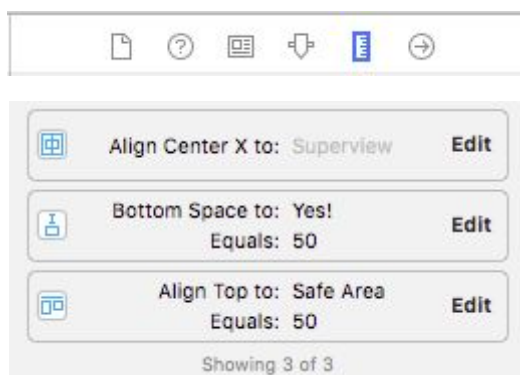 Align Center X to: Superview Edit
Bottom Space to: Yes! Edit
Equals: 50
Align Top to: Safe Area Edit
Equals: 50
Showing 3 of 3